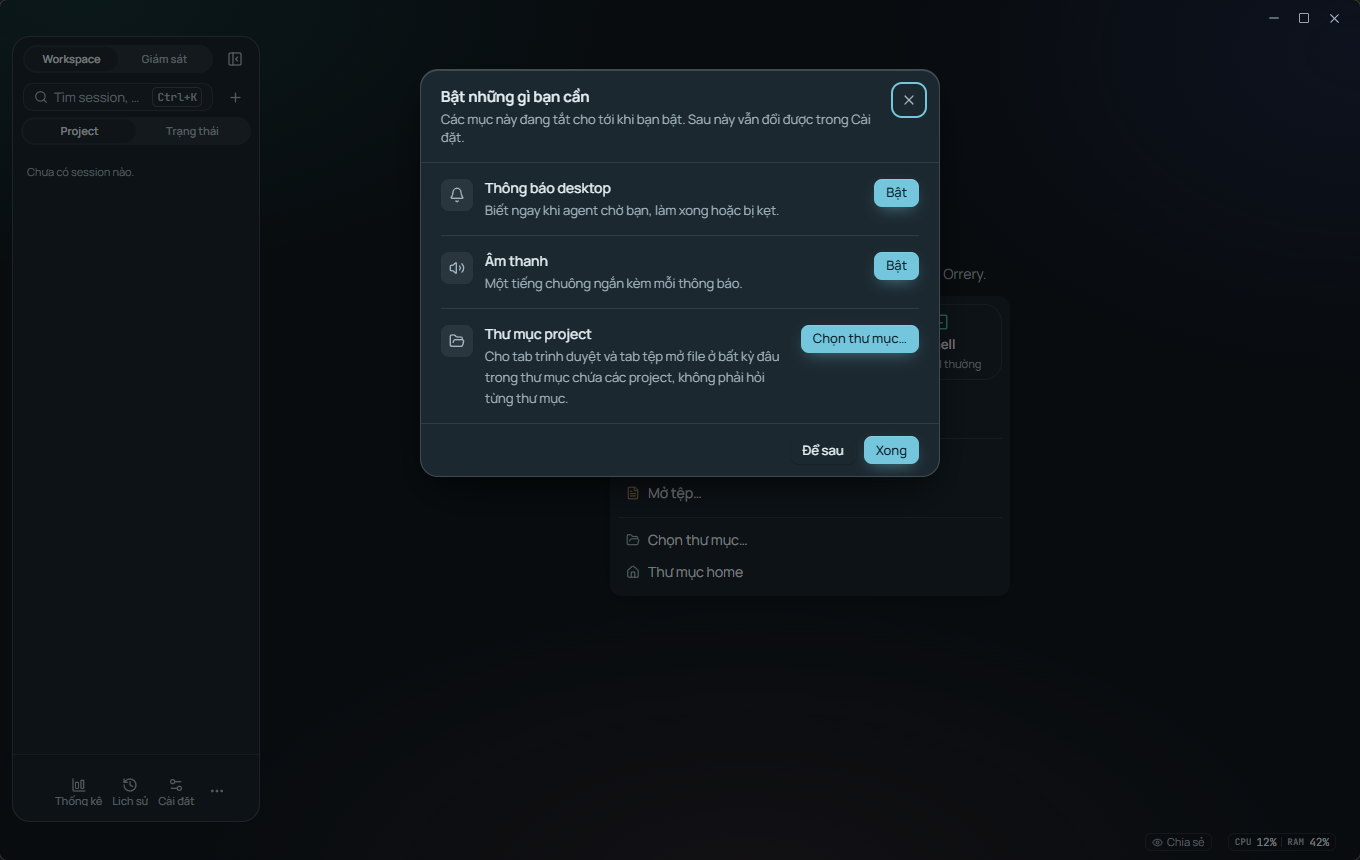 Workspace
Giám sát
Tìm session, ...
Ctrl+K
Project
Trạng thái
Chưa có session nào.
Bật những gì bạn cần
Các mục này đang tắt cho tới khi bạn bật. Sau này vẫn đổi được trong Cài
đặt.
Thông báo desktop
Bật
Biết ngay khi agent chờ bạn, làm xong hoặc bị kẹt.
Âm thanh
Bật
Một tiếng chuông ngắn kèm mỗi thông báo.
Thư mục project
Chọn thư mục...
Cho tab trình duyệt và tab tệp mở file ở bất kỳ đâu
trong thư mục chứa các project, không phải hỏi
từng thư mục.
Để sau
Xong
Orrery.
ell
thường
Mở tệp...
Chọn thư mục...
Thư mục home
Thống kê
Lịch sử
Cài đặt
Chia sẻ
CPU 12%
RAM 42%